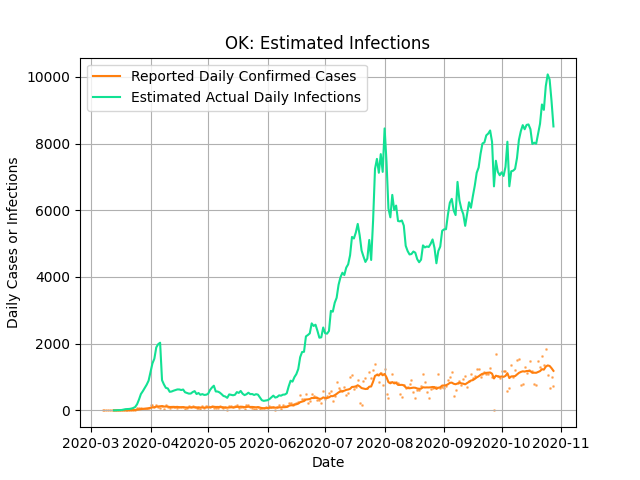 OK: Estimated Infections
Reported Daily Confirmed Cases
Estimated Actual Daily Infections
Daily Cases or Infections
10000
8000
6000
4000
2000
0
2020-03 2020-04 2020-05 2020-06 2020-07 2020-08 2020-09 2020-10 2020-11
Date